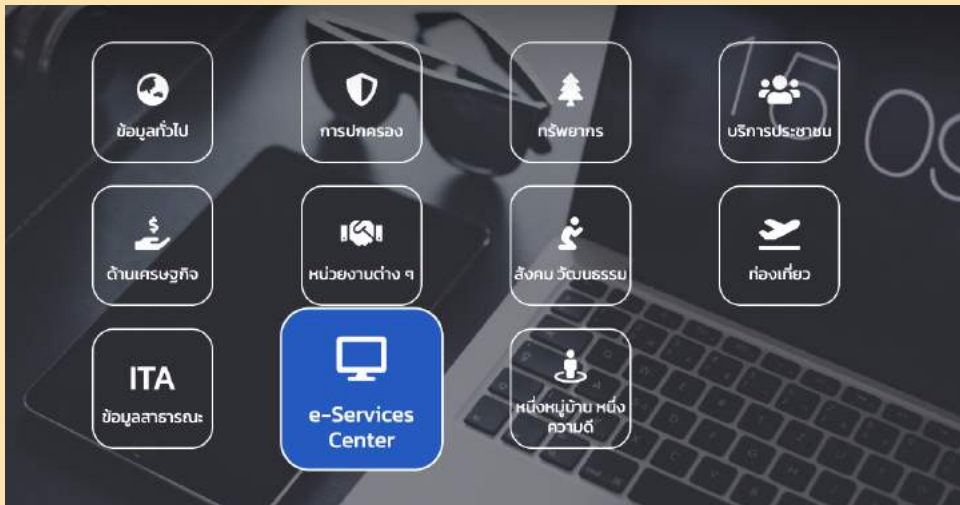 ข้อมูลทั่วไป
การปกครอง
ทรัพยากร
บริการประชาชน
15 09
ด้านเศรษฐกิจ
หน่วยงานต่าง ๆ
สังคม วัฒนธรรม
ท่องเที่ยว
ITA
ข้อมูลสาธารณะ
e-Services
Center
หนึ่งหมู่บ้าน หนึ่ง
ความดี